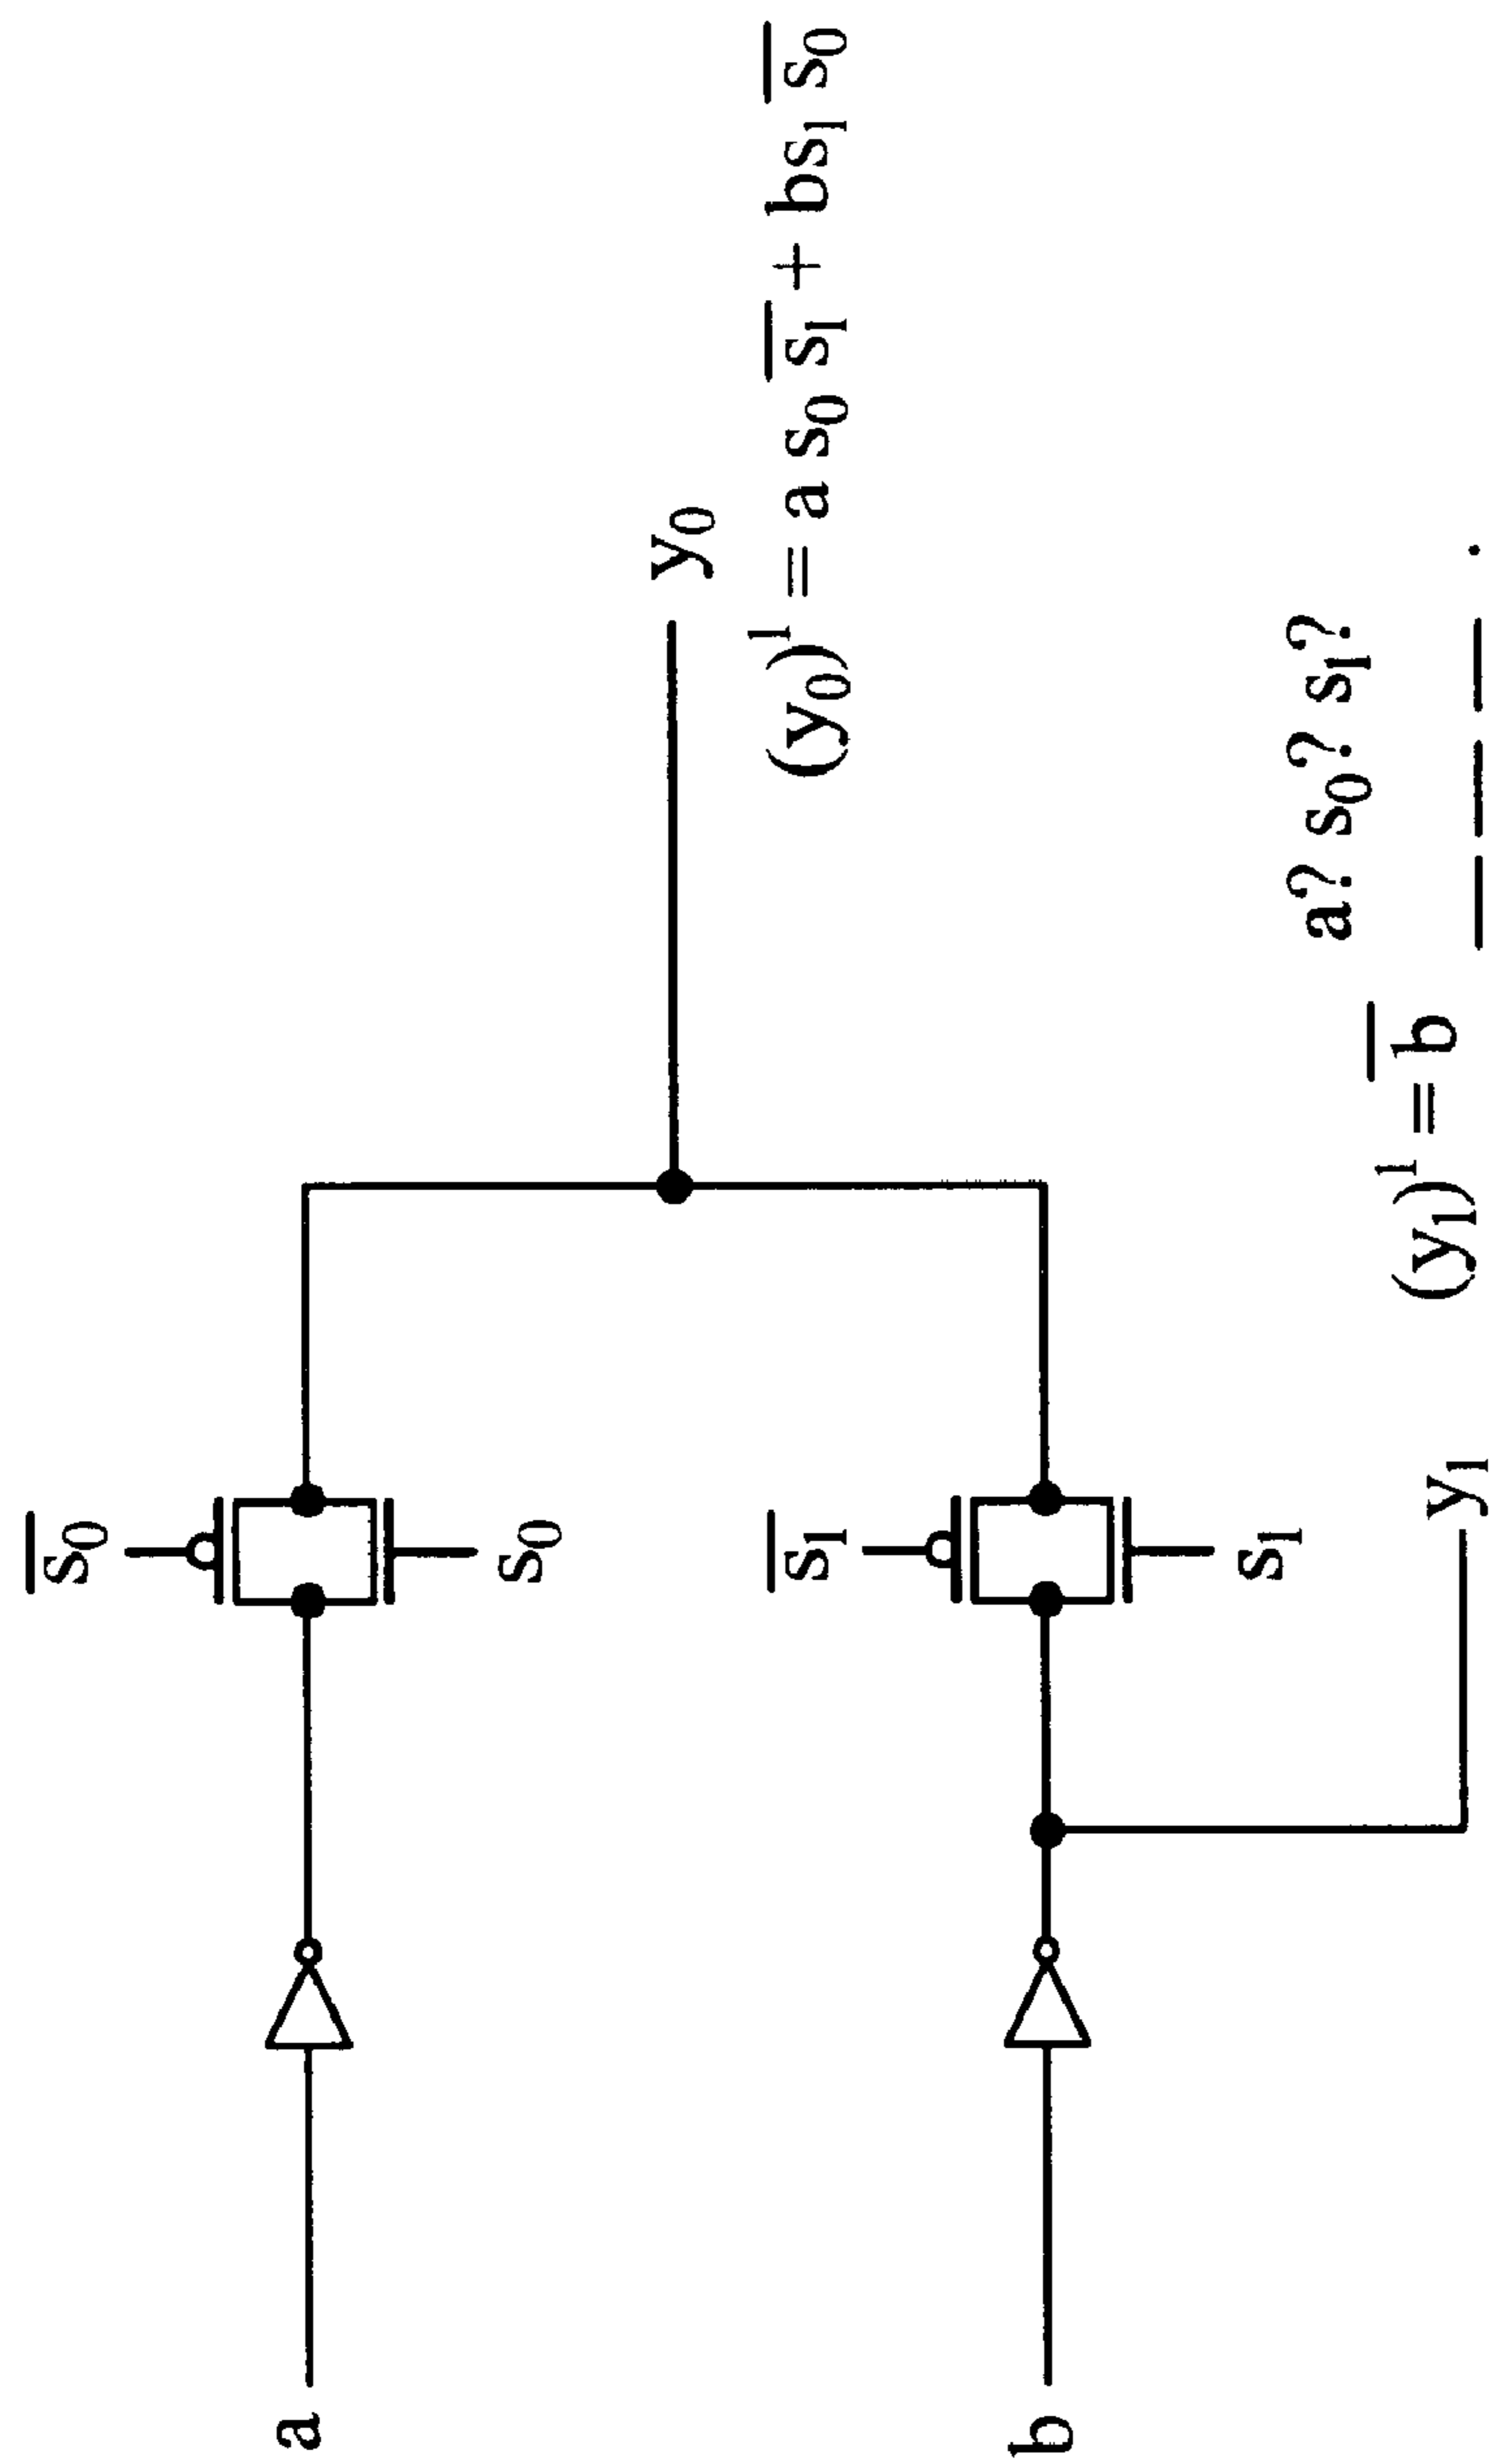 s̅₀
a
s₀
y₀
s̅₁
(y₀)¹ = a s₀ s̅₁ + bs₁ s̅₀
b
s₁
a? s₀? s₁?
(y₁)¹ = b̅ _ _ _ .
y₁